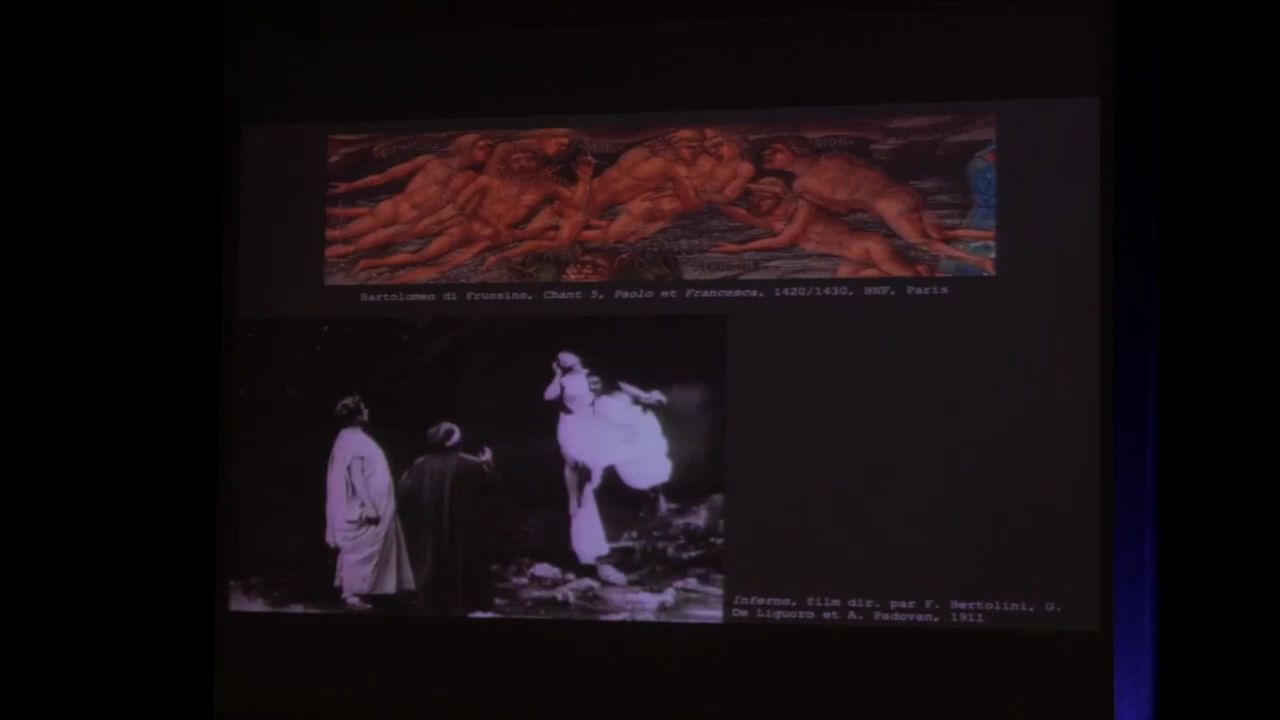 Bartolomeo di Fruosino, Chant 5, Paolo et Francesca, 1420/1430, BNF, Paris
Inferno, film dir. par F. Bertolini, G.
De Liguoro et A. Padovan, 1911